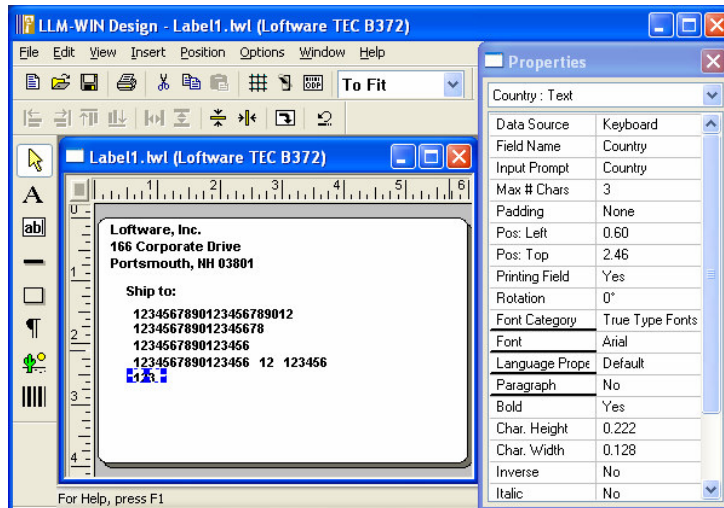 LLM-WIN Design - Label1.lwl (Loftware TEC B372)
File Edit View Insert Position Options Window Help
To Fit
Label1.lwl (Loftware TEC B372)
1 2 3 4 5 6
0
1
2
3
4
Loftware, Inc.
166 Corporate Drive
Portsmouth, NH 03801
Ship to:
1234567890123456789012
123456789012345678
1234567890123456
1234567890123456 12 123456
123
For Help, press F1
Properties
Country : Text
Data Source Keyboard
Field Name Country
Input Prompt Country
Max # Chars 3
Padding None
Pos: Left 0.60
Pos: Top 2.46
Printing Field Yes
Rotation 0°
Font Category True Type Fonts
Font Arial
Language Prope Default
Paragraph No
Bold Yes
Char. Height 0.222
Char. Width 0.128
Inverse No
Italic No